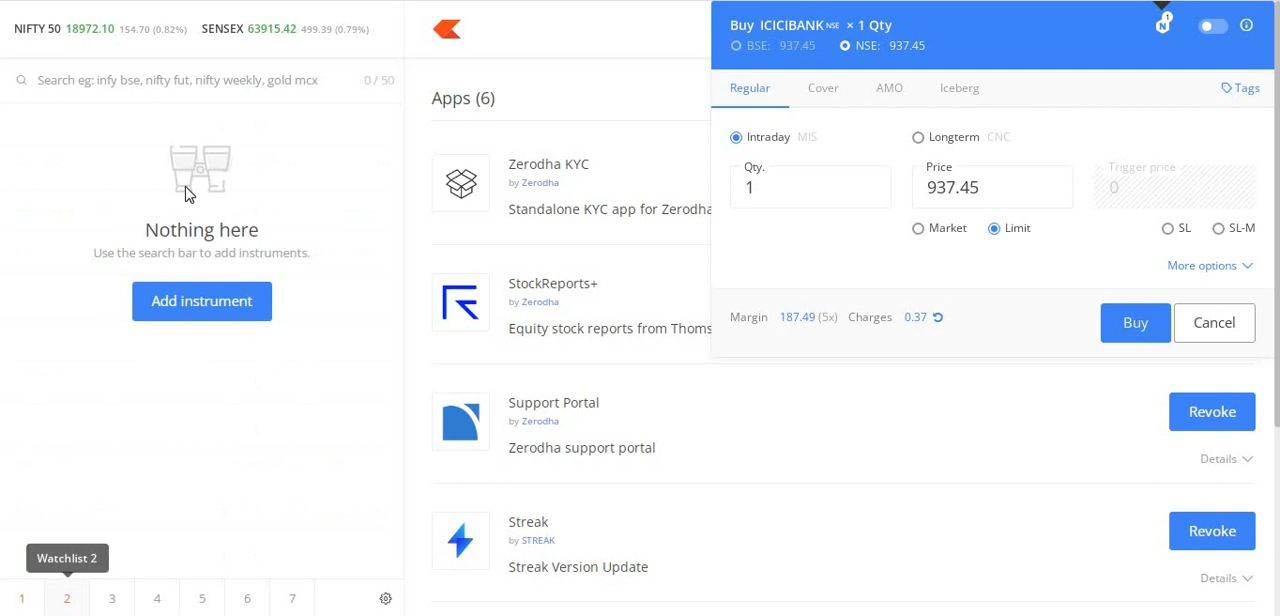 NIFTY 50 18972.10 154.70 (0.82%) SENSEX 63915.42 499.39 (0.79%)
Search eg: infy bse, nifty fut, nifty weekly, gold mcx 0 / 50
Nothing here
Use the search bar to add instruments.
Add instrument
Watchlist 2
1 2 3 4 5 6 7
Apps (6)
Zerodha KYC
by Zerodha
Standalone KYC app for Zerodha
StockReports+
by Zerodha
Equity stock reports from Thoms
Support Portal
by Zerodha
Zerodha support portal
Revoke
Details
Streak
by STREAK
Streak Version Update
Revoke
Details
Buy ICICIBANK NSE × 1 Qty
BSE: 937.45 NSE: 937.45
N 1
Regular Cover AMO Iceberg Tags
Intraday MIS Longterm CNC
Qty. Price Trigger price
1 937.45 0
Market Limit SL SL-M
More options
Margin 187.49 (5x) Charges 0.37
Buy Cancel